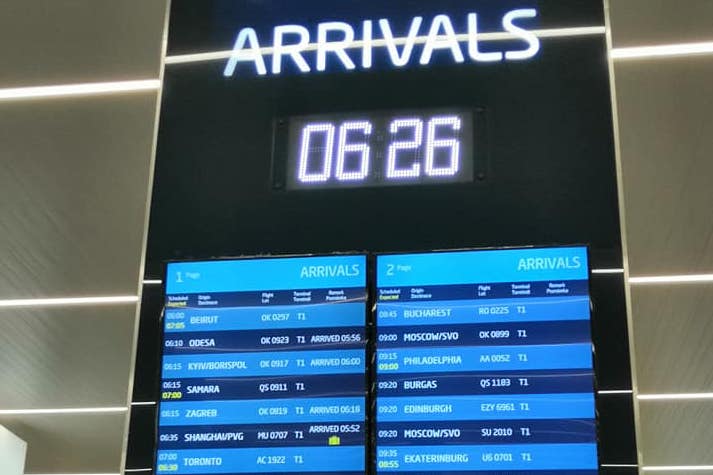 ARRIVALS
06:26
1 Page ARRIVALS
Scheduled Origin Flight Terminal Remark
Expected Destinace Let Terminál Poznámka
06:00 BEIRUT OK 0297 T1
07:05
06:10 ODESA OK 0923 T1 ARRIVED 05:56
06:15 KYIV/BORISPOL OK 0917 T1 ARRIVED 06:00
06:15 SAMARA QS 0911 T1
07:00
06:15 ZAGREB OK 0819 T1 ARRIVED 06:18
06:35 SHANGHAI/PVG MU 0707 T1 ARRIVED 05:52
07:00 TORONTO AC 1922 T1
06:30
2 Page ARRIVALS
Scheduled Origin Flight Terminal Remark
Expected Destinace Let Terminál Poznámka
08:45 BUCHAREST RO 0225 T1
09:00 MOSCOW/SVO OK 0899 T1
09:15 PHILADELPHIA AA 0052 T1
09:00
09:20 BURGAS QS 1183 T1
09:20 EDINBURGH EZY 6961 T1
09:20 MOSCOW/SVO SU 2010 T1
09:35 EKATERINBURG U6 0701 T1
08:55